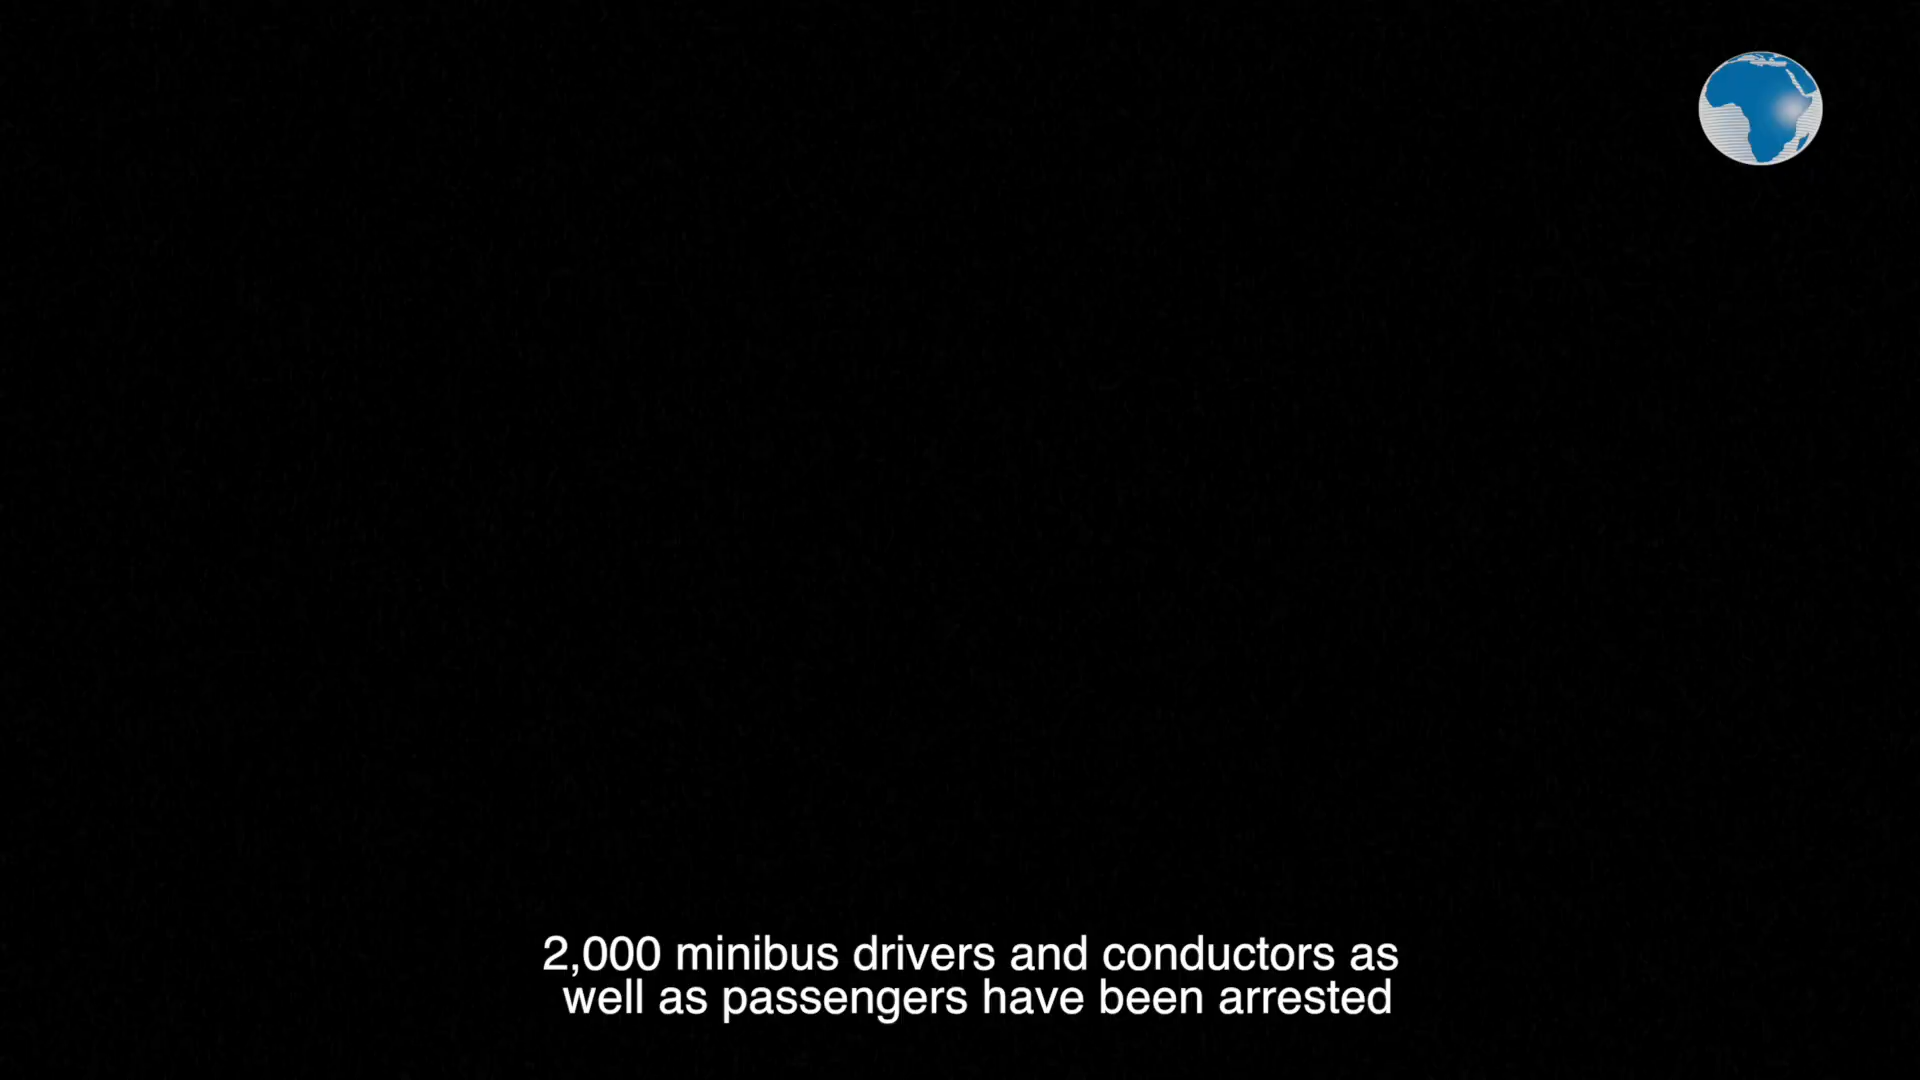 2,000 minibus drivers and conductors as
well as passengers have been arrested